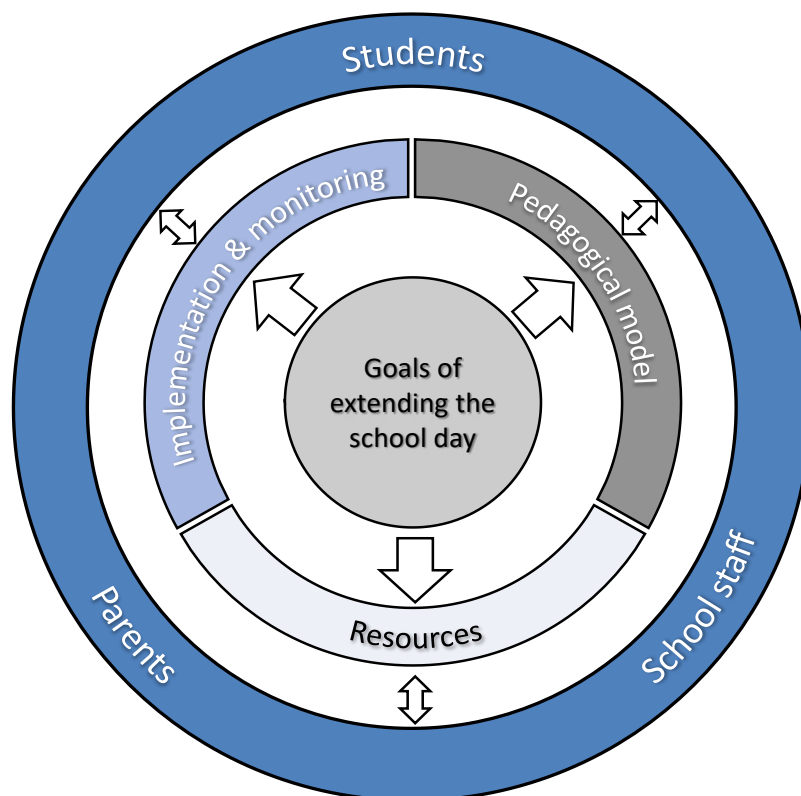 Students
Implementation & monitoring
Pedagogical model
Goals of
extending the
school day
Resources
Parents
School staff